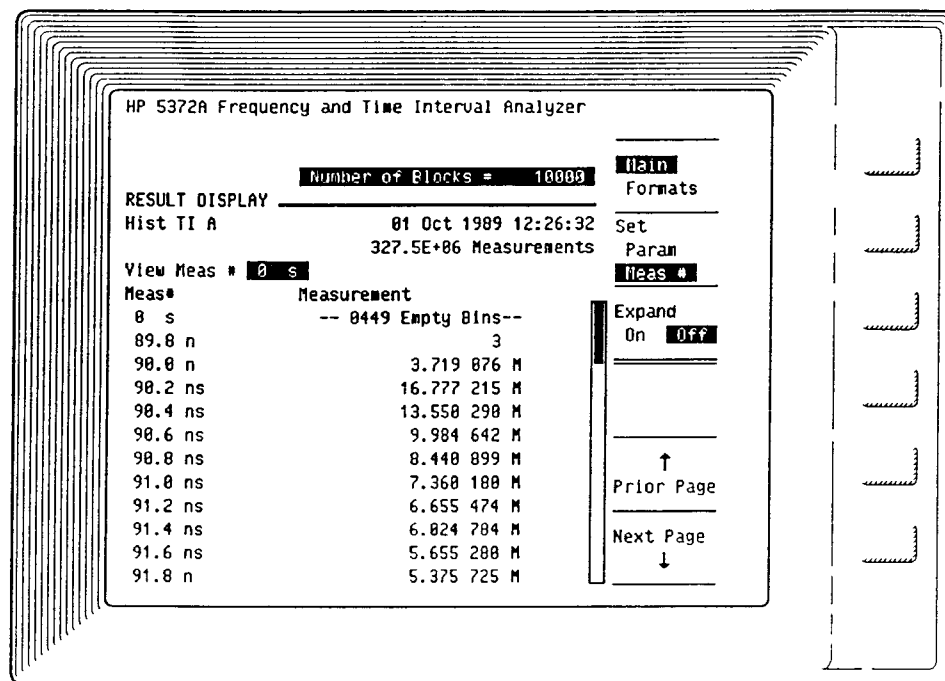 HP 5372A Frequency and Time Interval Analyzer
Number of Blocks = 10000
RESULT DISPLAY
Hist TI A 01 Oct 1989 12:26:32
327.5E+06 Measurements
View Meas # 0 s
Meas# Measurement
0 s -- 0449 Empty Bins--
89.8 n 3
90.0 n 3.719 076 M
90.2 ns 16.777 215 M
90.4 ns 13.550 290 M
90.6 ns 9.984 642 M
90.8 ns 8.440 899 M
91.0 ns 7.360 180 M
91.2 ns 6.655 474 M
91.4 ns 6.024 784 M
91.6 ns 5.655 280 M
91.8 n 5.375 725 M
Main
Formats
Set
Param
Meas #
Expand
On Off
↑
Prior Page
Next Page
↓